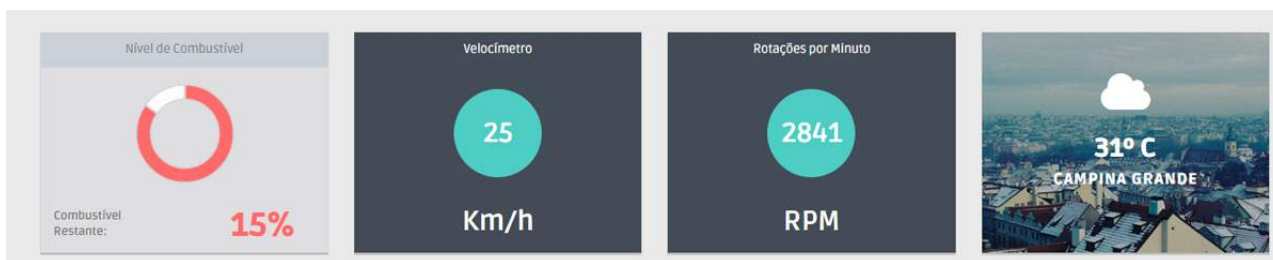 Nível de Combustível
Combustível
Restante:
15%
Velocímetro
25
Km/h
Rotações por Minuto
2841
RPM
31º C
CAMPINA GRANDE